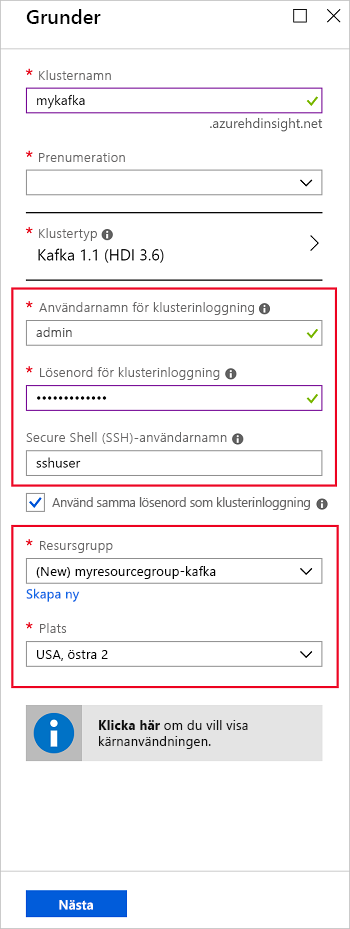 Grunder
* Klusternamn
mykafka
.azurehdinsight.net
* Prenumeration
* Klustertyp
Kafka 1.1 (HDI 3.6)
* Användarnamn för klusterinloggning
admin
* Lösenord för klusterinloggning
•••••••••••••
Secure Shell (SSH)-användarnamn
sshuser
Använd samma lösenord som klusterinloggning
* Resursgrupp
(New) myresourcegroup-kafka
Skapa ny
* Plats
USA, östra 2
Klicka här om du vill visa
kärnanvändningen.
Nästa